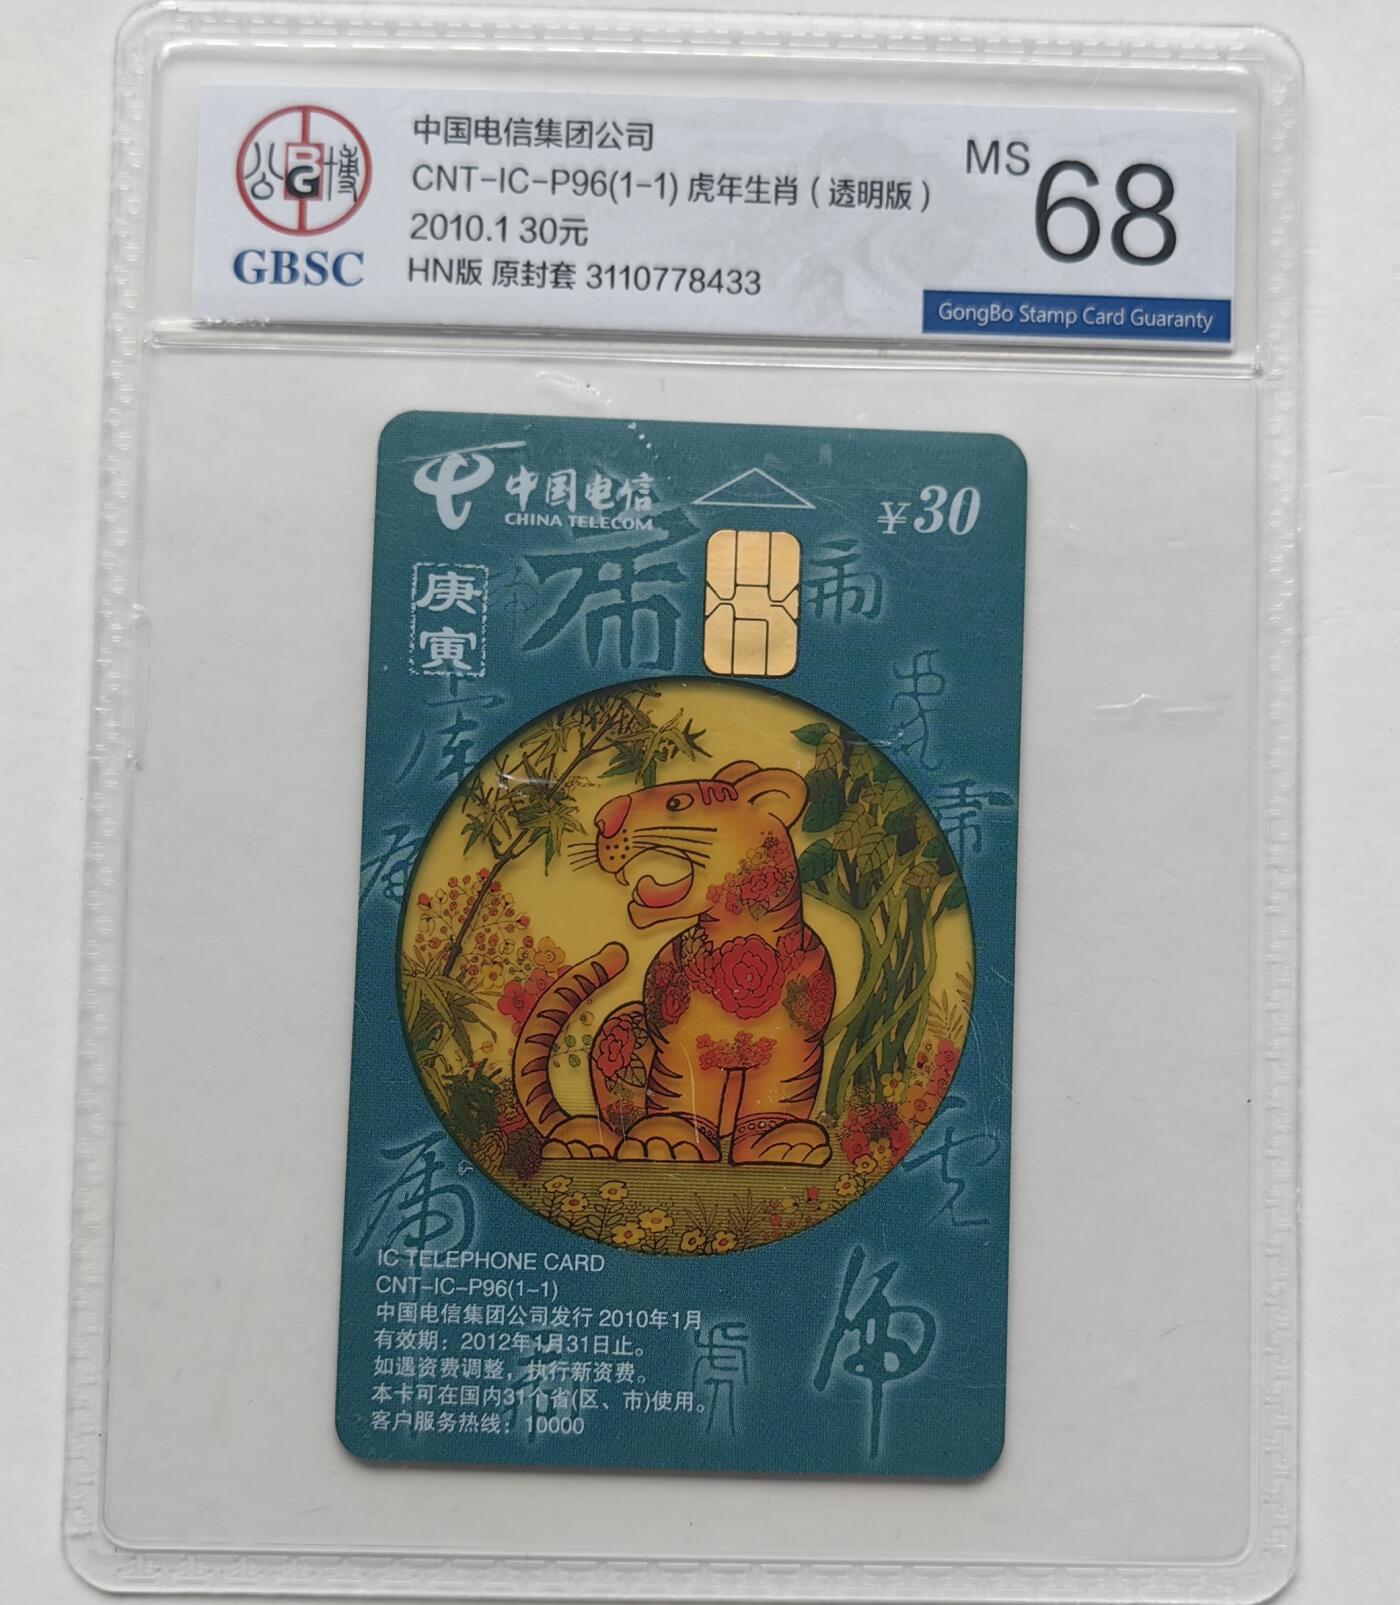 公博
BG
GBSC
中国电信集团公司
CNT-IC-P96(1-1) 虎年生肖（透明版）
2010.1 30元
HN版 原封套 3110778433
MS 68
GongBo Stamp Card Guaranty
中国电信
CHINA TELECOM
¥30
庚寅
IC TELEPHONE CARD
CNT-IC-P96(1-1)
中国电信集团公司发行 2010年1月
有效期：2012年1月31日止。
如遇资费调整，执行新资费。
本卡可在国内31个省(区、市)使用。
客户服务热线：10000